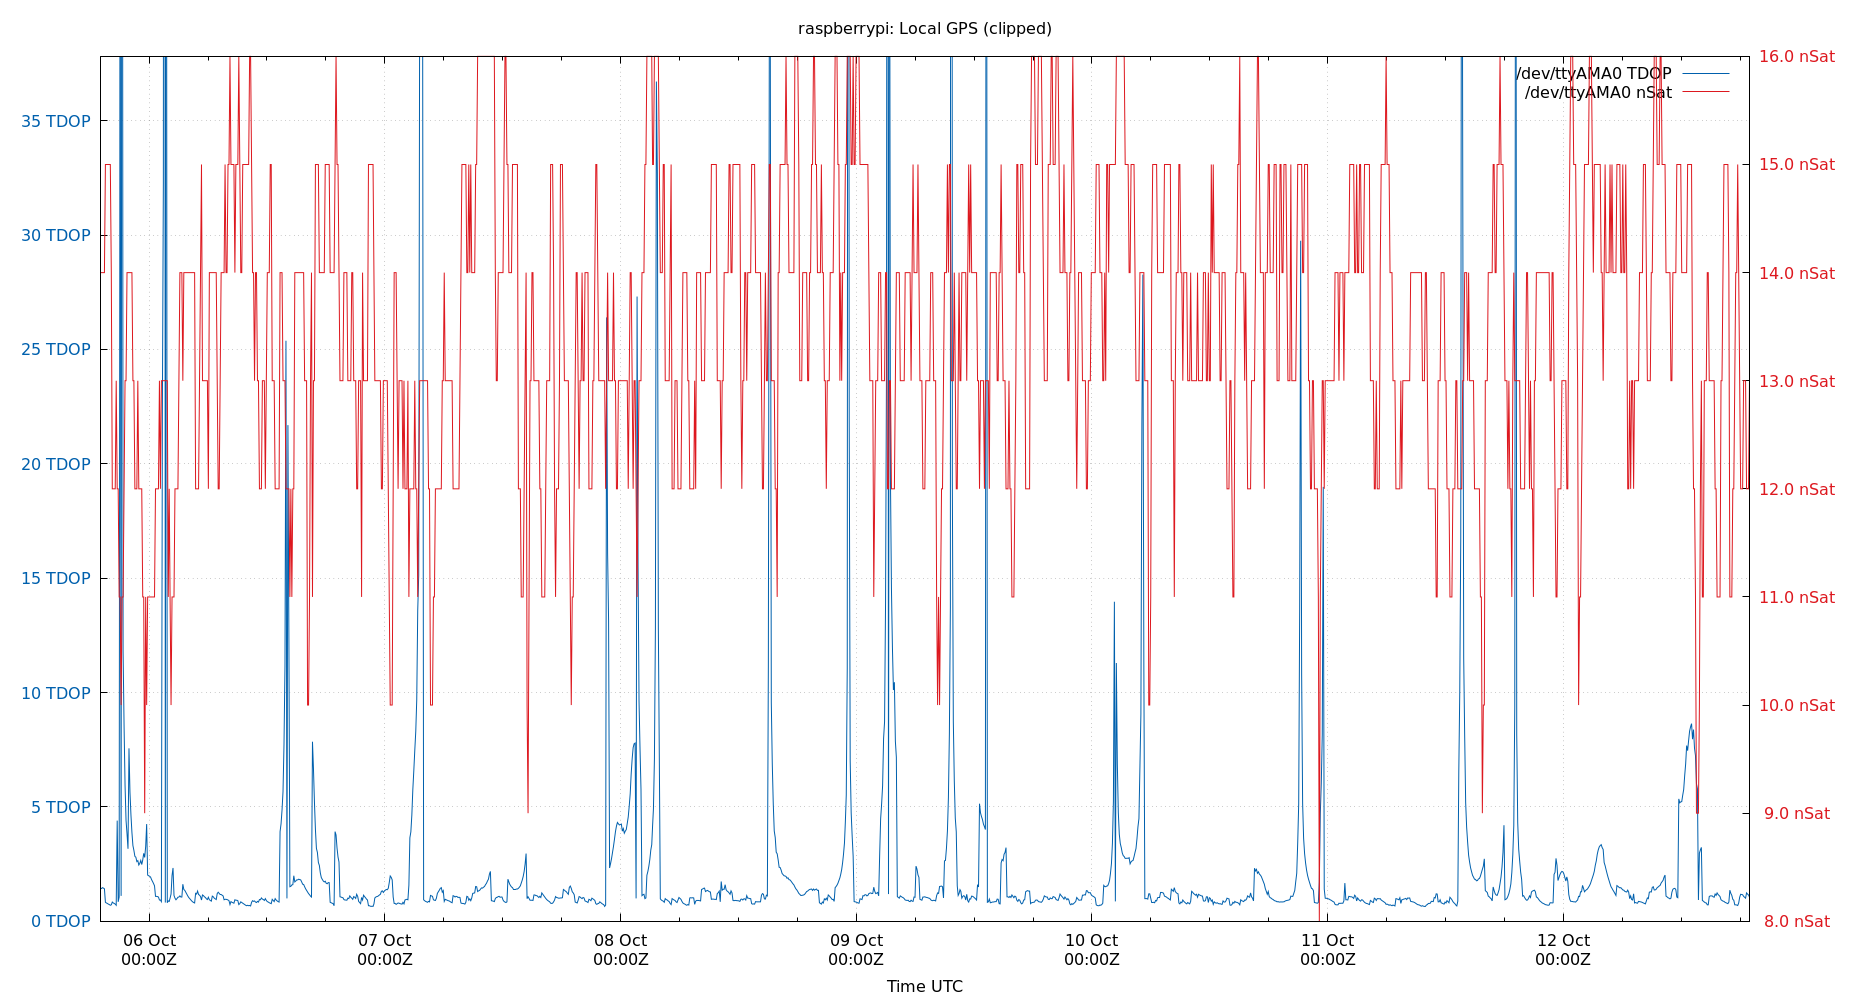 raspberrypi: Local GPS (clipped)
/dev/ttyAMA0 TDOP
/dev/ttyAMA0 nSat
35 TDOP
30 TDOP
25 TDOP
20 TDOP
15 TDOP
10 TDOP
5 TDOP
0 TDOP
16.0 nSat
15.0 nSat
14.0 nSat
13.0 nSat
12.0 nSat
11.0 nSat
10.0 nSat
9.0 nSat
8.0 nSat
06 Oct 07 Oct 08 Oct 09 Oct 10 Oct 11 Oct 12 Oct
00:00Z 00:00Z 00:00Z 00:00Z 00:00Z 00:00Z 00:00Z
Time UTC